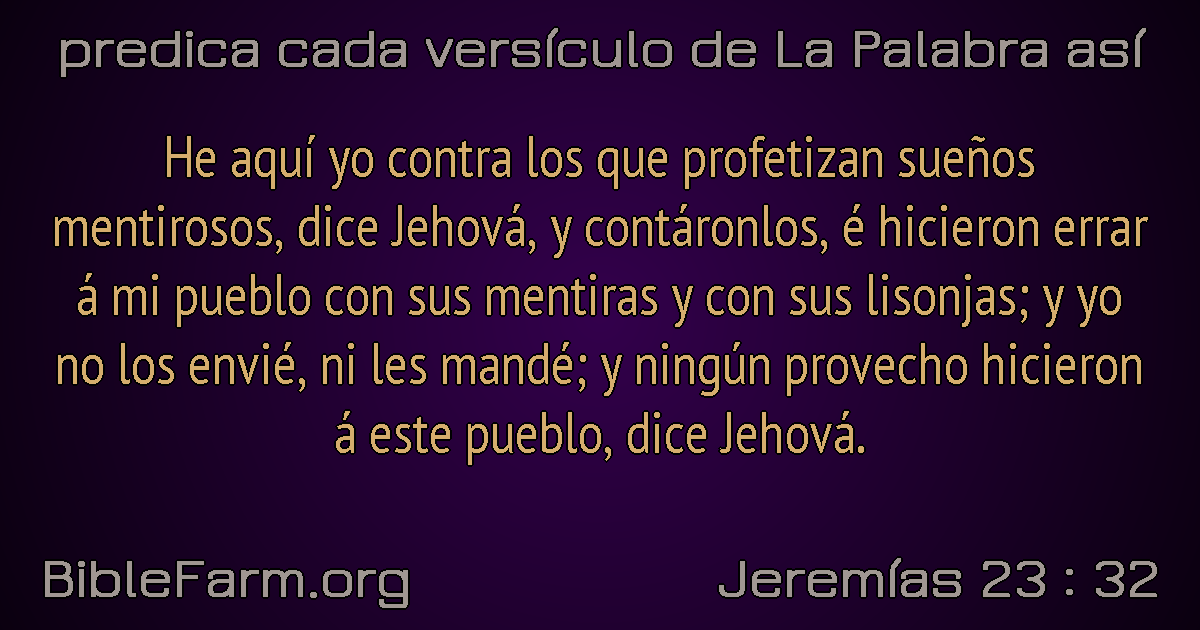 predica cada versículo de La Palabra así
He aquí yo contra los que profetizan sueños
mentirosos, dice Jehová, y contáronlos, é hicieron errar
á mi pueblo con sus mentiras y con sus lisonjas; y yo
no los envié, ni les mandé; y ningún provecho hicieron
á este pueblo, dice Jehová.
BibleFarm.org
Jeremías 23 : 32